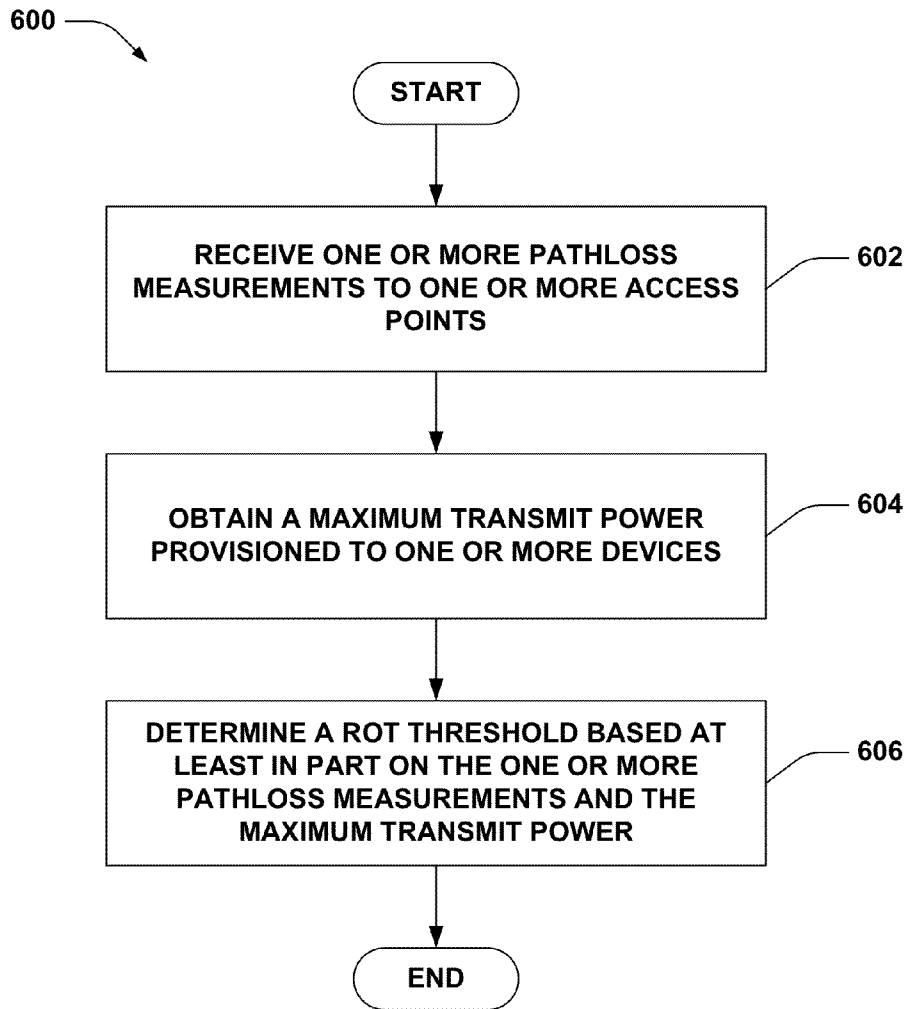 600
START
RECEIVE ONE OR MORE PATHLOSS
MEASUREMENTS TO ONE OR MORE ACCESS
POINTS
602
OBTAIN A MAXIMUM TRANSMIT POWER
PROVISIONED TO ONE OR MORE DEVICES
604
DETERMINE A ROT THRESHOLD BASED AT
LEAST IN PART ON THE ONE OR MORE
PATHLOSS MEASUREMENTS AND THE
MAXIMUM TRANSMIT POWER
606
END